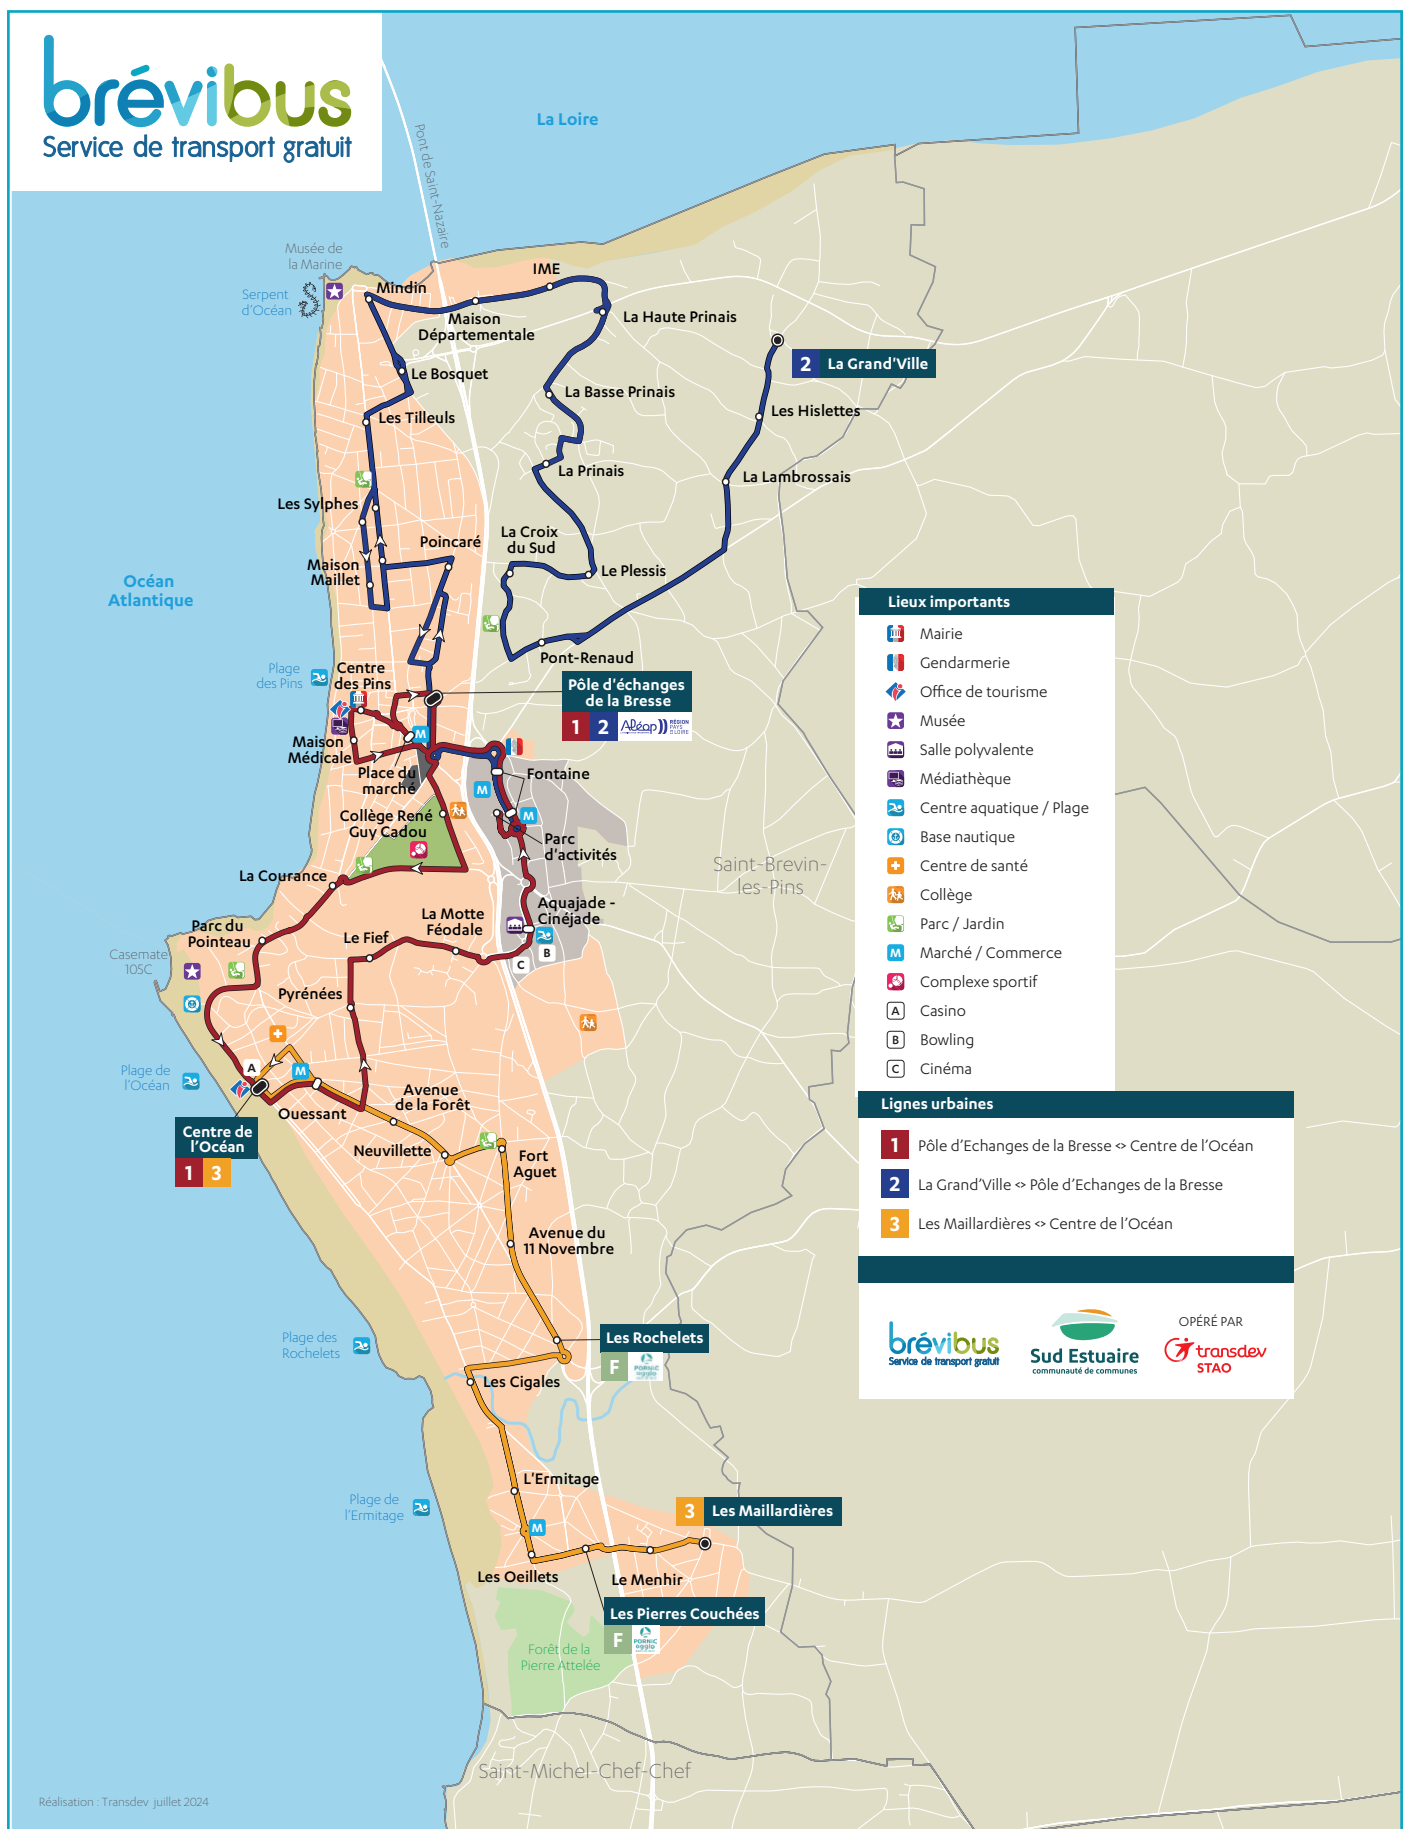 brévibus
Service de transport gratuit
La Loire
Pont de Saint-Nazaire
Musée de
la Marine
Serpent
d'Océan
Mindin
IME
Maison
Départementale
La Haute Prinais
2 La Grand'Ville
Le Bosquet
La Basse Prinais
Les Hislettes
Les Tilleuls
La Prinais
La Lambrossais
Les Sylphes
Poincaré
La Croix
du Sud
Maison
Maillet
Le Plessis
Océan
Atlantique
Pont-Renaud
Plage
des Pins
Centre
des Pins
Pôle d'échanges
de la Bresse
1 2 Aléop RÉGION
PAYS
DE LA LOIRE
M
Maison
Médicale
Place du
marché
Fontaine
M
M
Collège René
Guy Cadou
Parc
d'activités
Saint-Brevin-
les-Pins
La Courance
Aquajade -
Cinéjade
La Motte
Féodale
Parc du
Pointeau
Le Fief
B
C
Casemate
105C
Pyrénées
Plage de
l'Océan
A
M
Ouessant
Avenue
de la Forêt
Centre de
l'Océan
1 3
Neuvillette
Fort
Aguet
Avenue du
11 Novembre
Plage des
Rochelets
Les Rochelets
F PORNIC
agglo
Les Cigales
L'Ermitage
Plage de
l'Ermitage
M
3 Les Maillardières
Les Oeillets
Le Menhir
Les Pierres Couchées
F PORNIC
agglo
Forêt de la
Pierre Attelée
Saint-Michel-Chef-Chef
Réalisation : Transdev juillet 2024
Lieux importants
Mairie
Gendarmerie
Office de tourisme
Musée
Salle polyvalente
Médiathèque
Centre aquatique / Plage
Base nautique
Centre de santé
Collège
Parc / Jardin
M Marché / Commerce
Complexe sportif
A Casino
B Bowling
C Cinéma
Lignes urbaines
1 Pôle d'Echanges de la Bresse <> Centre de l'Océan
2 La Grand'Ville <> Pôle d'Echanges de la Bresse
3 Les Maillardières <> Centre de l'Océan
brévibus
Service de transport gratuit
Sud Estuaire
communauté de communes
OPÉRÉ PAR
transdev
STAO